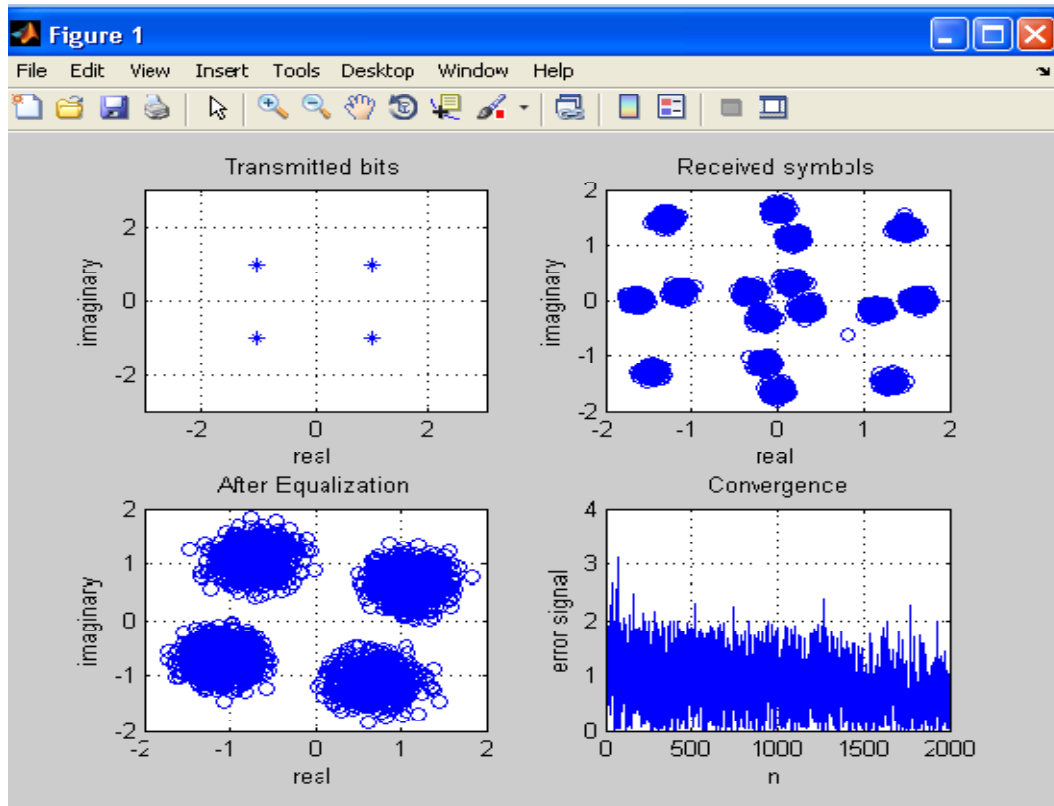 Figure 1
File Edit View Insert Tools Desktop Window Help
Transmitted bits
2
0
-2
imaginary
-2 0 2
real
Received symbols
2
1
0
-1
-2
imaginary
-2 -1 0 1 2
real
After Equalization
2
1
0
-1
-2
imaginary
-2 -1 0 1 2
real
Convergence
4
3
2
1
0
error signal
0 500 1000 1500 2000
n